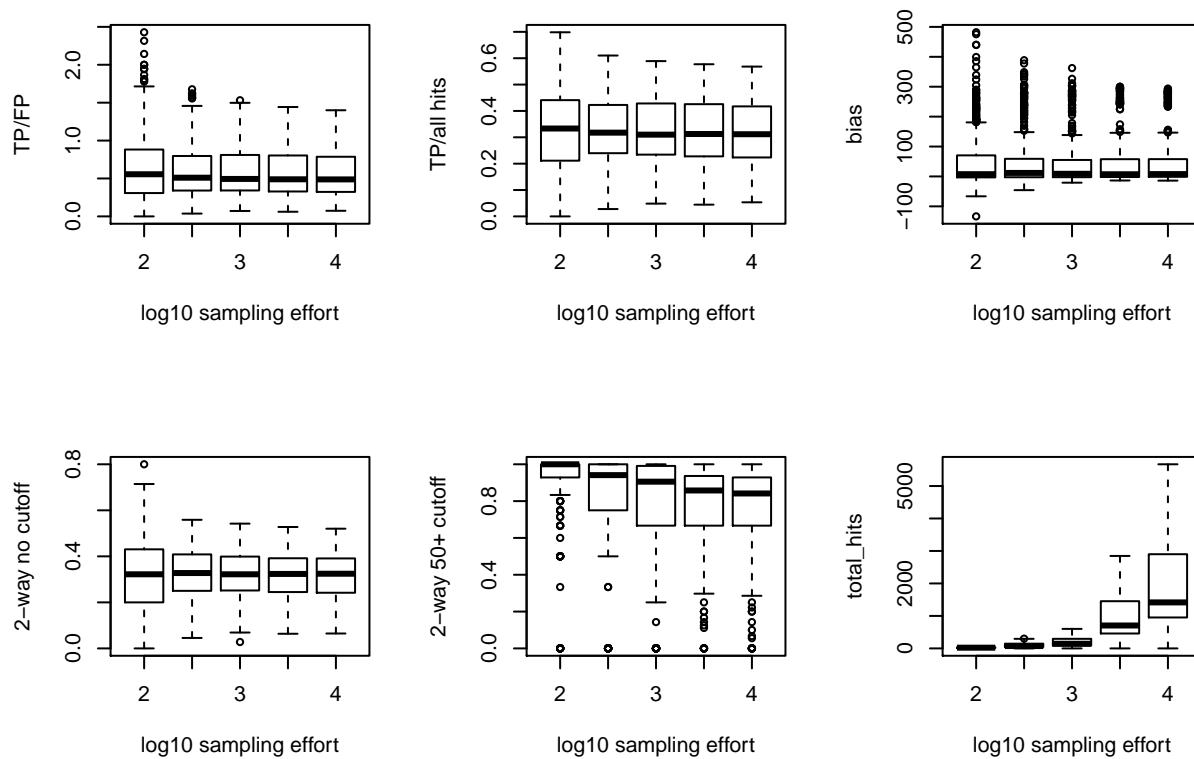 TP/FP
0.0 1.0 2.0
2 3 4
log10 sampling effort
TP/all hits
0.0 0.2 0.4 0.6
2 3 4
log10 sampling effort
bias
−100 100 300 500
2 3 4
log10 sampling effort
2−way no cutoff
0.0 0.4 0.8
2 3 4
log10 sampling effort
2−way 50+ cutoff
0.0 0.4 0.8
2 3 4
log10 sampling effort
total_hits
0 2000 5000
2 3 4
log10 sampling effort